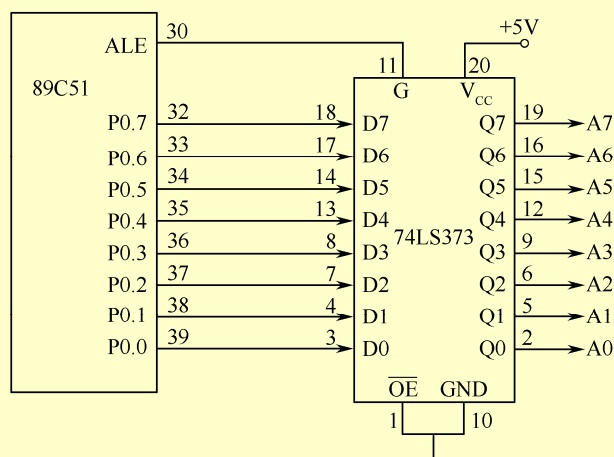 +5V
ALE 30
11 20
89C51 G VCC
P0.7 32 18 D7 Q7 19 A7
P0.6 33 17 D6 Q6 16 A6
P0.5 34 14 D5 Q5 15 A5
P0.4 35 13 D4 Q4 12 A4
74LS373
P0.3 36 8 D3 Q3 9 A3
P0.2 37 7 D2 Q2 6 A2
P0.1 38 4 D1 Q1 5 A1
P0.0 39 3 D0 Q0 2 A0
OE GND
1 10